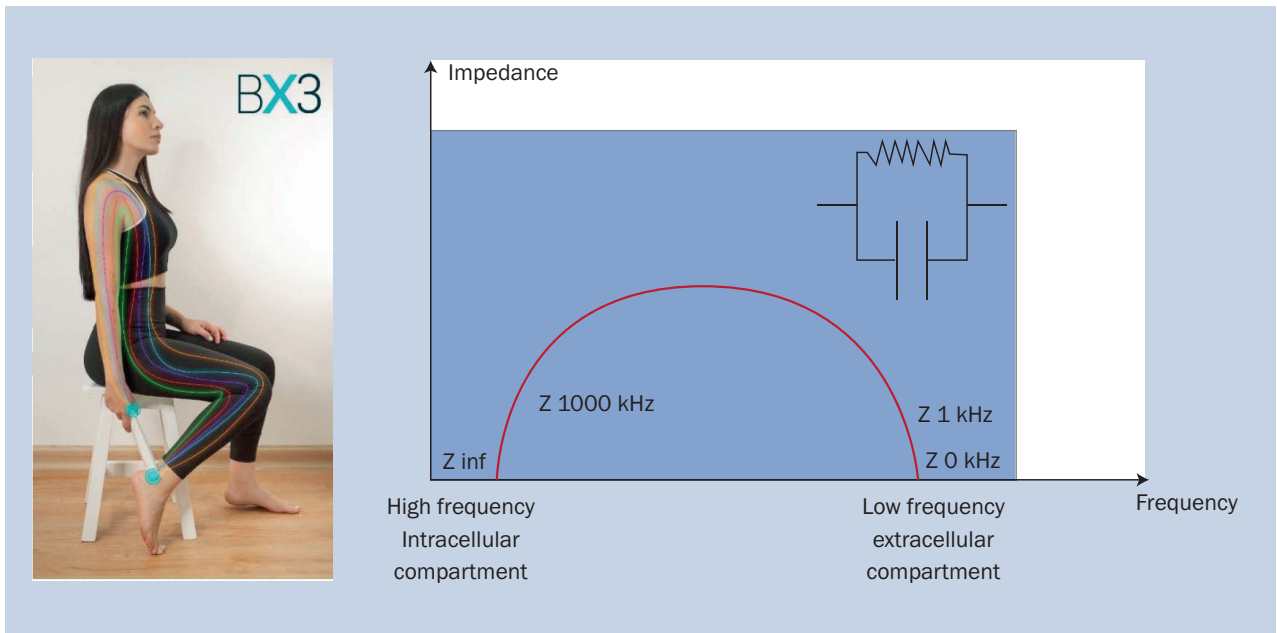 BX3
Impedance
Z 1000 kHz
Z 1 kHz
Z inf
Z 0 kHz
High frequency
Intracellular
compartment
Low frequency
extracellular
compartment
Frequency